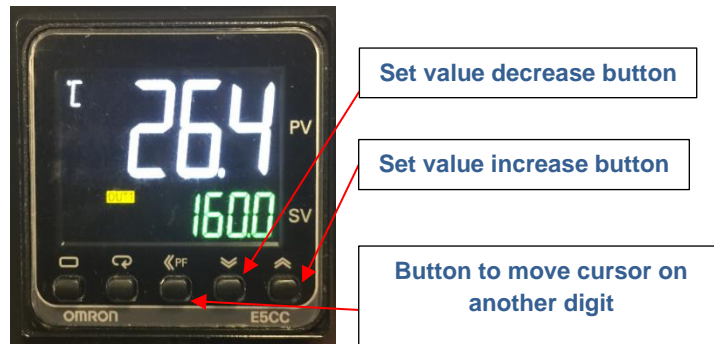 ℃
26.4
PV
OUT1
160.0
SV
PF
OMRON
E5CC
Set value decrease button
Set value increase button
Button to move cursor on
another digit